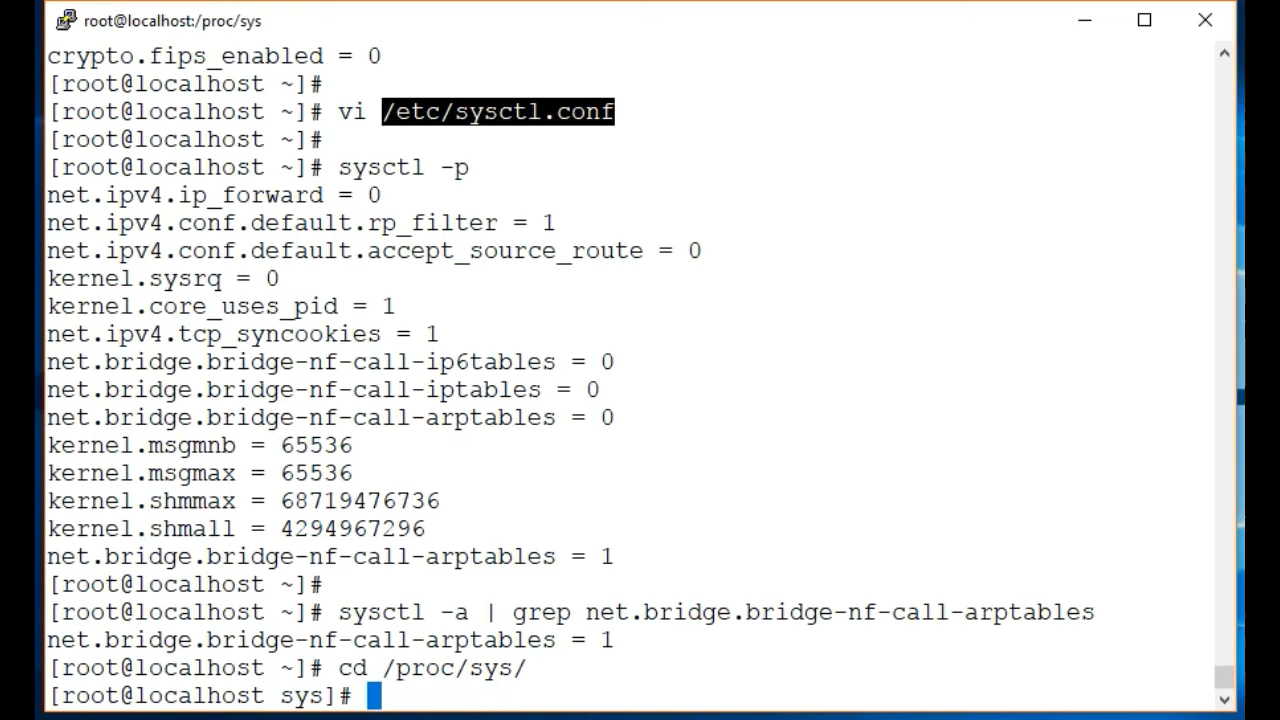 root@localhost:/proc/sys
crypto.fips_enabled = 0
[root@localhost ~]#
[root@localhost ~]# vi /etc/sysctl.conf
[root@localhost ~]#
[root@localhost ~]# sysctl -p
net.ipv4.ip_forward = 0
net.ipv4.conf.default.rp_filter = 1
net.ipv4.conf.default.accept_source_route = 0
kernel.sysrq = 0
kernel.core_uses_pid = 1
net.ipv4.tcp_syncookies = 1
net.bridge.bridge-nf-call-ip6tables = 0
net.bridge.bridge-nf-call-iptables = 0
net.bridge.bridge-nf-call-arptables = 0
kernel.msgmnb = 65536
kernel.msgmax = 65536
kernel.shmmax = 68719476736
kernel.shmall = 4294967296
net.bridge.bridge-nf-call-arptables = 1
[root@localhost ~]#
[root@localhost ~]# sysctl -a | grep net.bridge.bridge-nf-call-arptables
net.bridge.bridge-nf-call-arptables = 1
[root@localhost ~]# cd /proc/sys/
[root@localhost sys]#